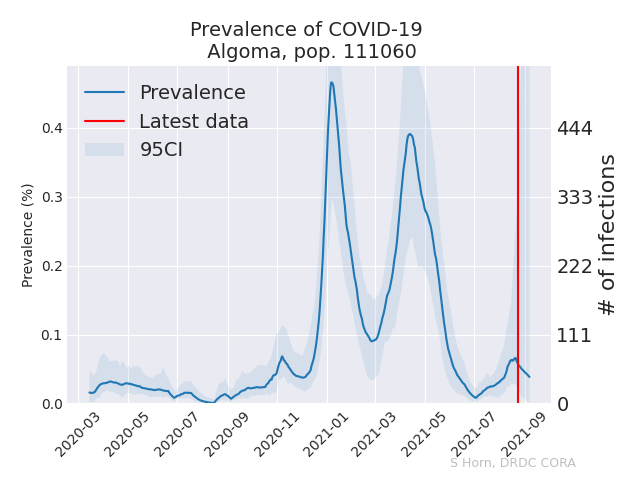 Prevalence of COVID-19
Algoma, pop. 111060
Prevalence
Latest data
95CI
Prevalence (%)
0.4
0.3
0.2
0.1
0.0
444
333
222
111
0
# of infections
2020-03
2020-05
2020-07
2020-09
2020-11
2021-01
2021-03
2021-05
2021-07
2021-09
S Horn, DRDC CORA